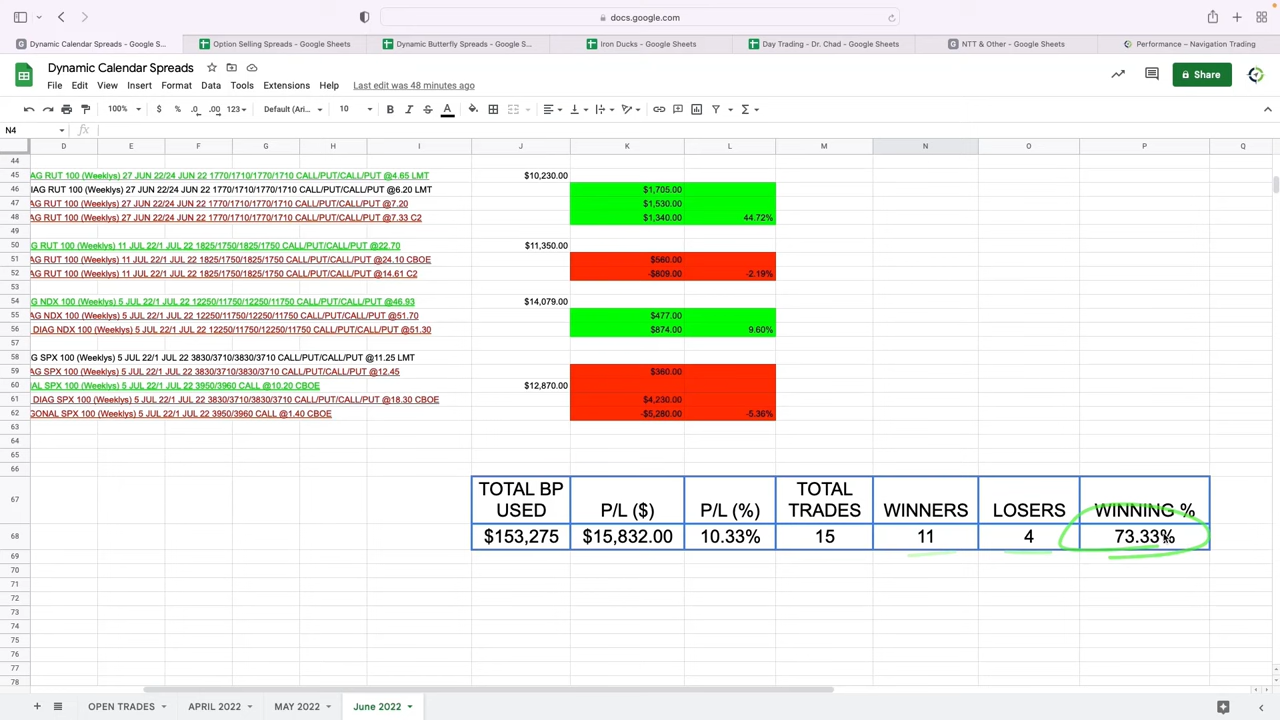 docs.google.com
Dynamic Calendar Spreads - Google S...
Option Selling Spreads - Google Sheets
Dynamic Butterfly Spreads - Google S...
Iron Ducks - Google Sheets
Day Trading - Dr. Chad - Google Sheets
NTT & Other - Google Sheets
Performance – Navigation Trading
Dynamic Calendar Spreads
File Edit View Insert Format Data Tools Extensions Help Last edit was 48 minutes ago
Share
100% $ % .0 .00 123 Default (Ari... 10 B I S A
N4 fx
D E F G H I J K L M N O P Q
44
45 AG RUT 100 (Weeklys) 27 JUN 22/24 JUN 22 1770/1710/1770/1710 CALL/PUT/CALL/PUT @4.65 LMT $10,230.00
46 IAG RUT 100 (Weeklys) 27 JUN 22/24 JUN 22 1770/1710/1770/1710 CALL/PUT/CALL/PUT @6.20 LMT $1,705.00
47 AG RUT 100 (Weeklys) 27 JUN 22/24 JUN 22 1770/1710/1770/1710 CALL/PUT/CALL/PUT @7.20 $1,530.00
48 AG RUT 100 (Weeklys) 27 JUN 22/24 JUN 22 1770/1710/1770/1710 CALL/PUT/CALL/PUT @7.33 C2 $1,340.00 44.72%
49
50 G RUT 100 (Weeklys) 11 JUL 22/1 JUL 22 1825/1750/1825/1750 CALL/PUT/CALL/PUT @22.70 $11,350.00
51 AG RUT 100 (Weeklys) 11 JUL 22/1 JUL 22 1825/1750/1825/1750 CALL/PUT/CALL/PUT @24.10 CBOE $560.00
52 AG RUT 100 (Weeklys) 11 JUL 22/1 JUL 22 1825/1750/1825/1750 CALL/PUT/CALL/PUT @14.61 C2 -$809.00 -2.19%
53
54 G NDX 100 (Weeklys) 5 JUL 22/1 JUL 22 12250/11750/12250/11750 CALL/PUT/CALL/PUT @46.93 $14,079.00
55 AG NDX 100 (Weeklys) 5 JUL 22/1 JUL 22 12250/11750/12250/11750 CALL/PUT/CALL/PUT @51.70 $477.00
56 DIAG NDX 100 (Weeklys) 5 JUL 22/1 JUL 22 12250/11750/12250/11750 CALL/PUT/CALL/PUT @51.30 $874.00 9.60%
57
58 G SPX 100 (Weeklys) 5 JUL 22/1 JUL 22 3830/3710/3830/3710 CALL/PUT/CALL/PUT @11.25 LMT
59 AG SPX 100 (Weeklys) 5 JUL 22/1 JUL 22 3830/3710/3830/3710 CALL/PUT/CALL/PUT @12.45 $360.00
60 AL SPX 100 (Weeklys) 5 JUL 22/1 JUL 22 3950/3960 CALL @10.20 CBOE $12,870.00
61 DIAG SPX 100 (Weeklys) 5 JUL 22/1 JUL 22 3830/3710/3830/3710 CALL/PUT/CALL/PUT @18.30 CBOE $4,230.00
62 GONAL SPX 100 (Weeklys) 5 JUL 22/1 JUL 22 3950/3960 CALL @1.40 CBOE -$5,280.00 -5.36%
63
64
65
66
67 TOTAL BP USED P/L ($) P/L (%) TOTAL TRADES WINNERS LOSERS WINNING %
68 $153,275 $15,832.00 10.33% 15 11 4 73.33%
69
70
71
72
73
74
75
76
77
78
OPEN TRADES APRIL 2022 MAY 2022 June 2022